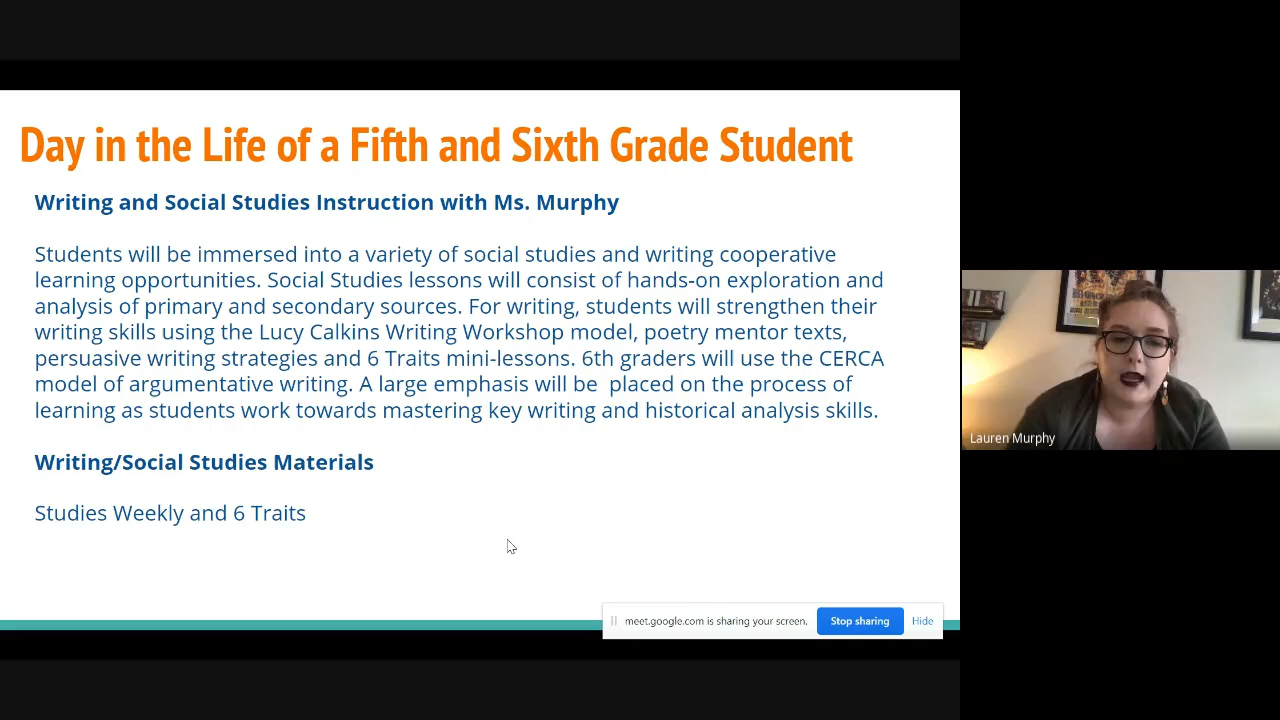 Day in the Life of a Fifth and Sixth Grade Student
Writing and Social Studies Instruction with Ms. Murphy
Students will be immersed into a variety of social studies and writing cooperative
learning opportunities. Social Studies lessons will consist of hands-on exploration and
analysis of primary and secondary sources. For writing, students will strengthen their
writing skills using the Lucy Calkins Writing Workshop model, poetry mentor texts,
persuasive writing strategies and 6 Traits mini-lessons. 6th graders will use the CERCA
model of argumentative writing. A large emphasis will be  placed on the process of
learning as students work towards mastering key writing and historical analysis skills.
Writing/Social Studies Materials
Studies Weekly and 6 Traits
meet.google.com is sharing your screen.
Stop sharing
Hide
Lauren Murphy